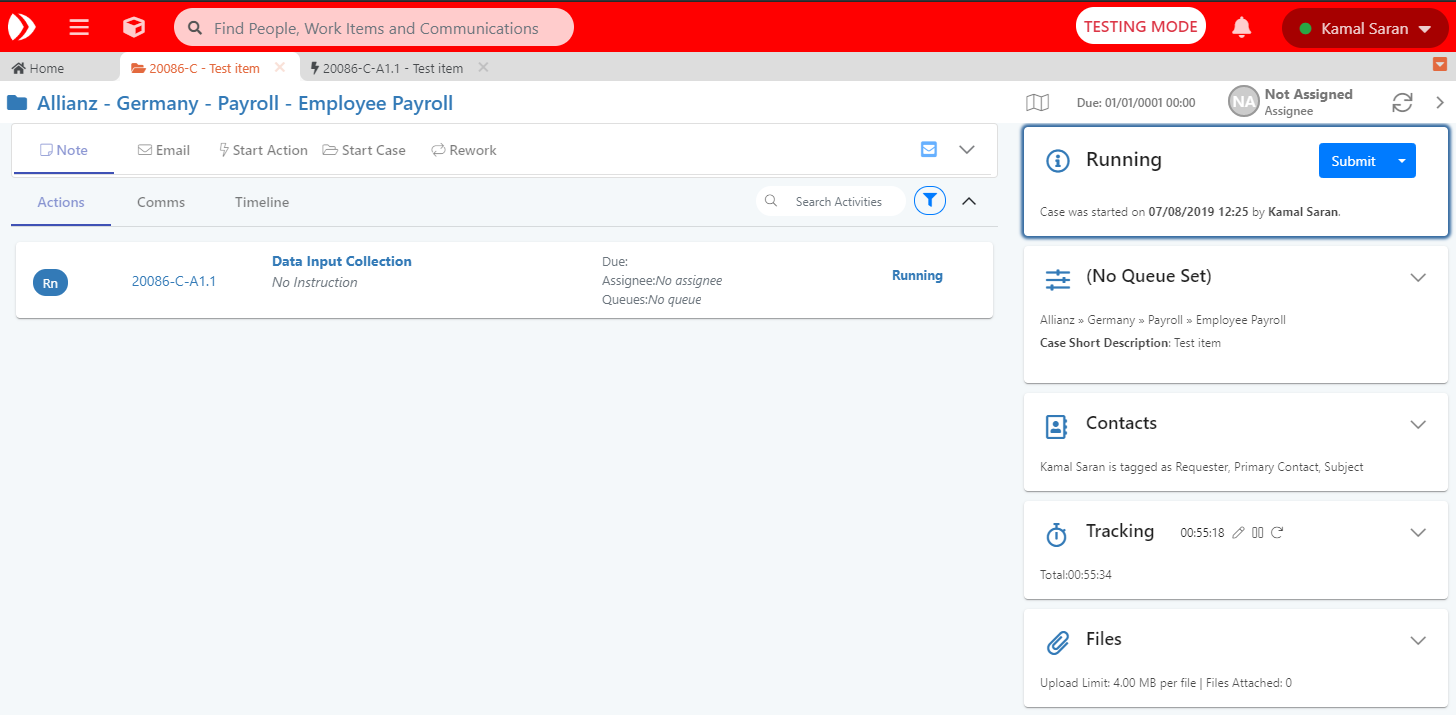 Find People, Work Items and Communications
TESTING MODE
Kamal Saran
Home
20086-C - Test item
20086-C-A1.1 - Test item
Allianz - Germany - Payroll - Employee Payroll
Due: 01/01/0001 00:00
NA
Not Assigned
Assignee
Note
Email
Start Action
Start Case
Rework
Actions
Comms
Timeline
Search Activities
Rn
20086-C-A1.1
Data Input Collection
No Instruction
Due:
Assignee:No assignee
Queues:No queue
Running
Running
Submit
Case was started on 07/08/2019 12:25 by Kamal Saran.
(No Queue Set)
Allianz » Germany » Payroll » Employee Payroll
Case Short Description: Test item
Contacts
Kamal Saran is tagged as Requester, Primary Contact, Subject
Tracking
00:55:18
Total:00:55:34
Files
Upload Limit: 4.00 MB per file | Files Attached: 0